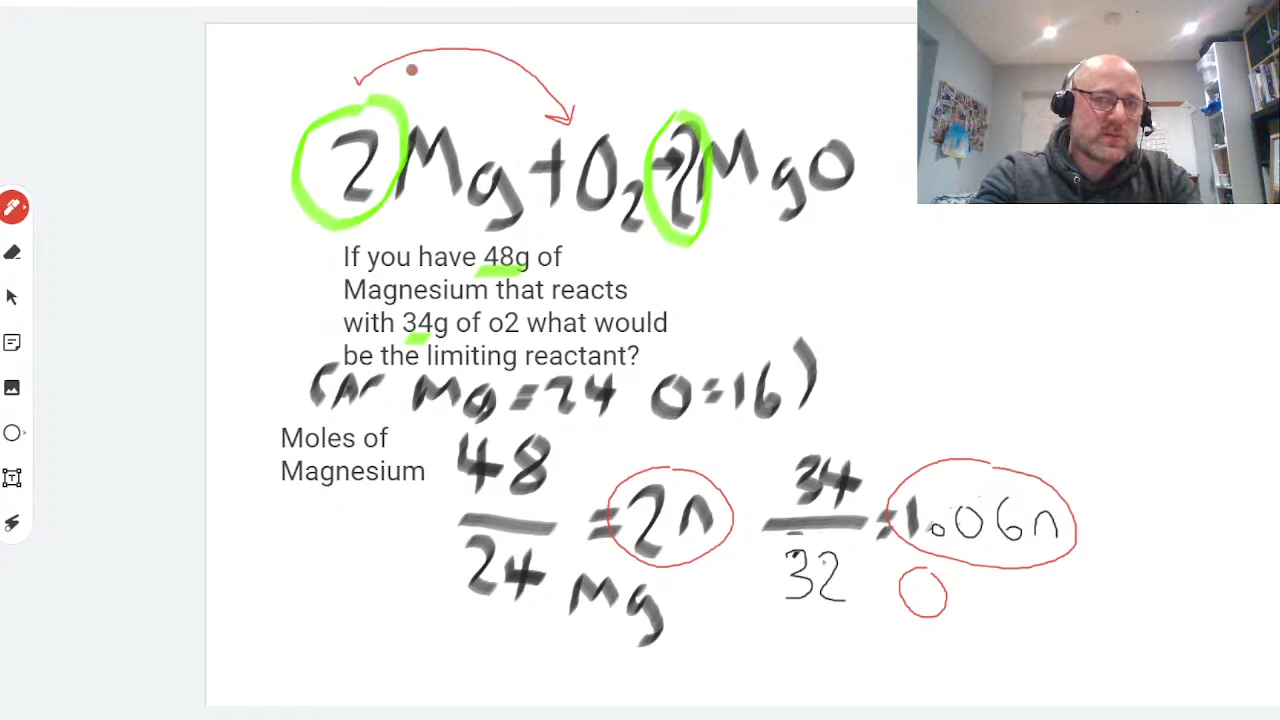 2Mg+O2→2MgO
If you have 48g of
Magnesium that reacts
with 34g of o2 what would
be the limiting reactant?
(Ar Mg=24 O=16)
Moles of
Magnesium
48
24
=2n
Mg
34
32
=1.06n
O